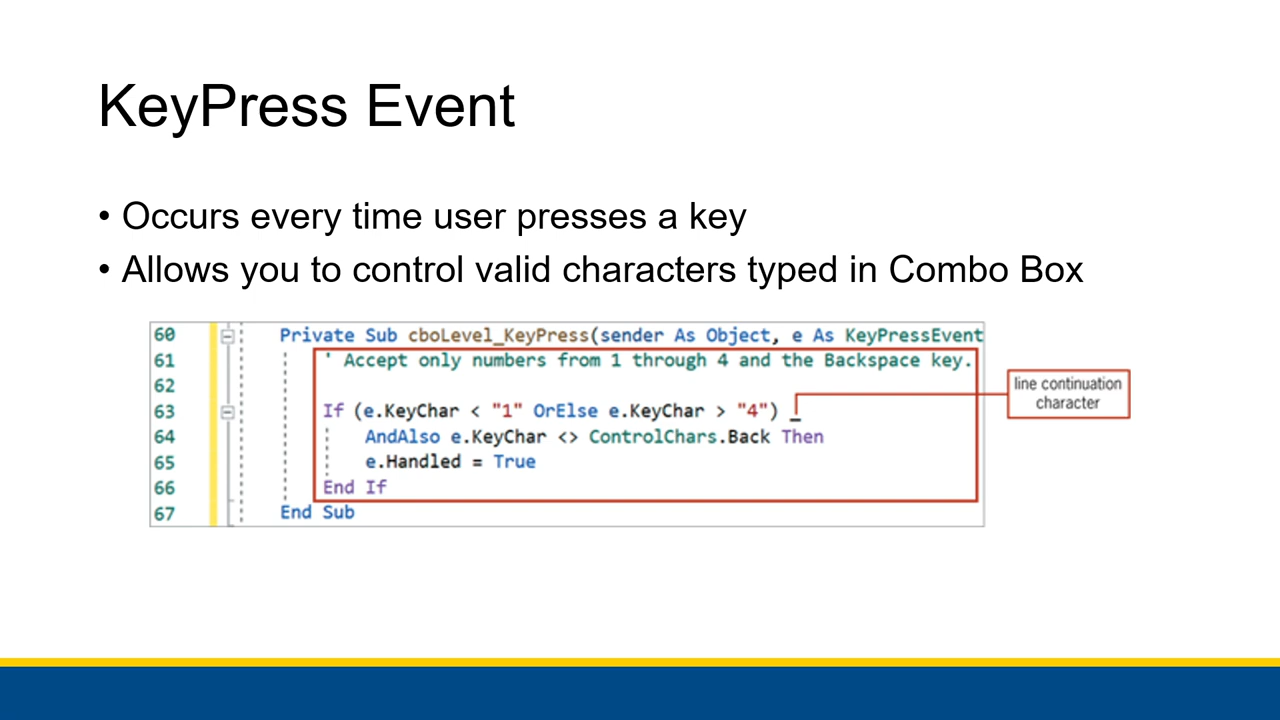 KeyPress Event
• Occurs every time user presses a key
• Allows you to control valid characters typed in Combo Box
60 Private Sub cboLevel_KeyPress(sender As Object, e As KeyPressEvent
61 ' Accept only numbers from 1 through 4 and the Backspace key.
62
63 If (e.KeyChar < "1" OrElse e.KeyChar > "4") _
64 AndAlso e.KeyChar <> ControlChars.Back Then
65 e.Handled = True
66 End If
67 End Sub
line continuation
character